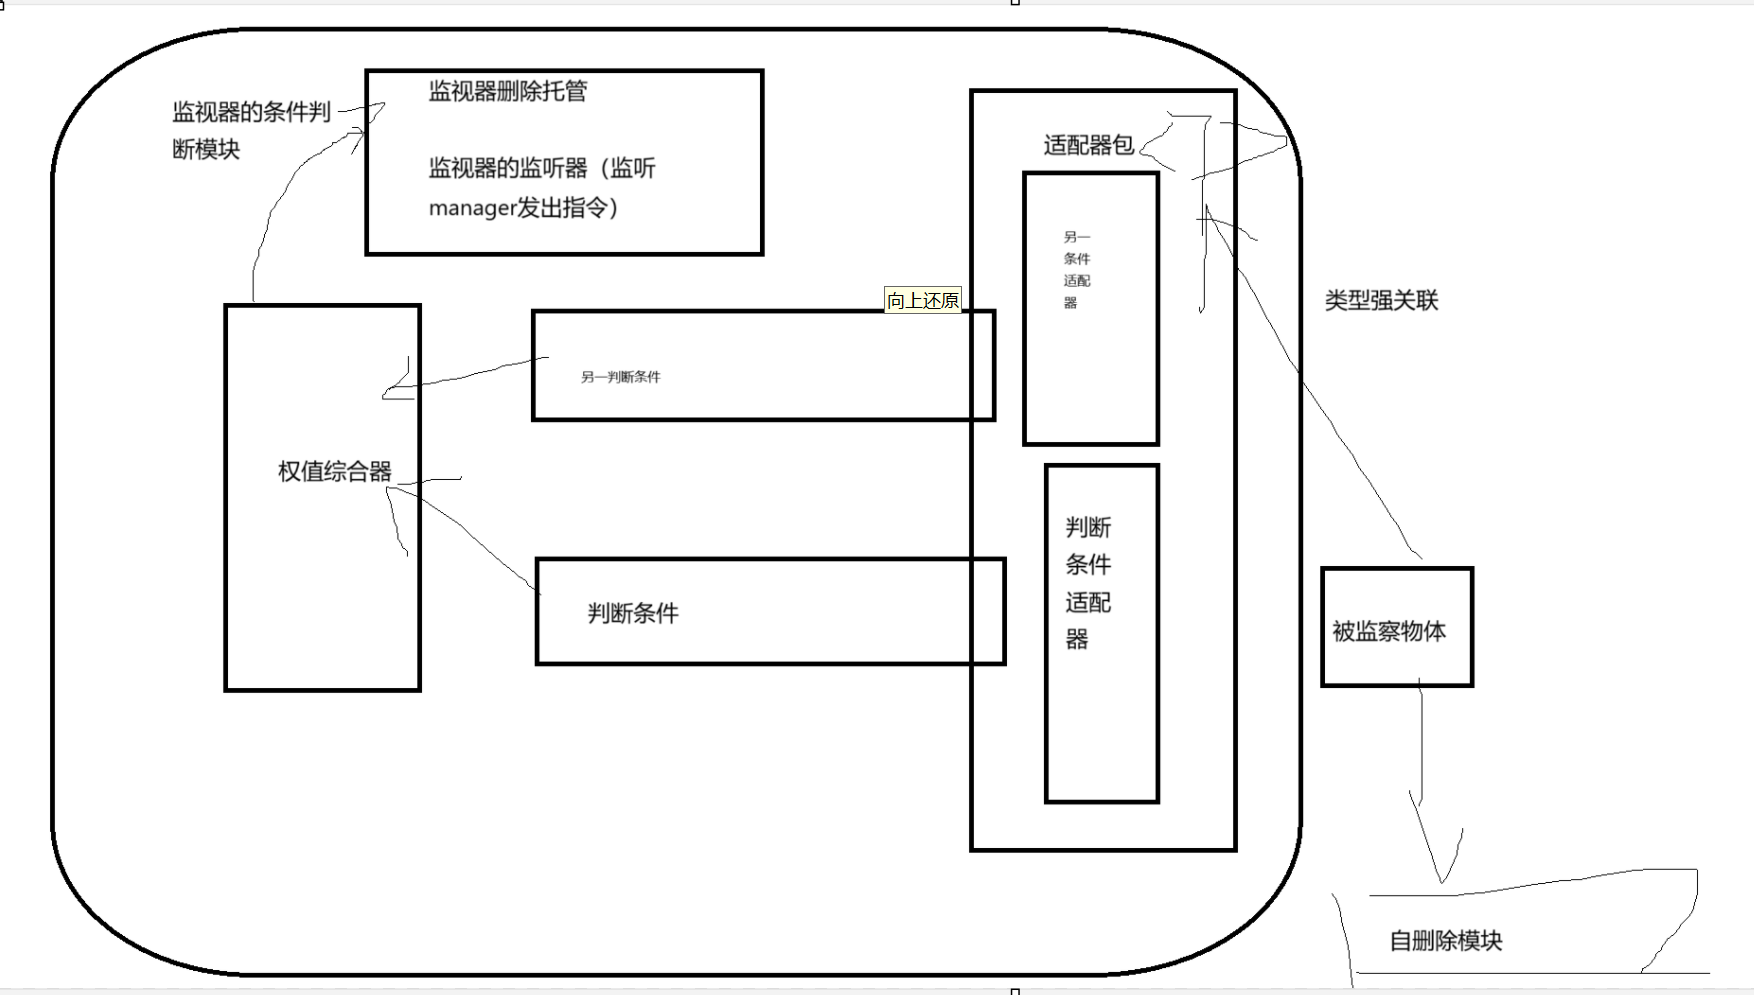 监视器删除托管
监视器的条件判
断模块
监视器的监听器（监听
manager发出指令）
适配器包
另一
条件
适配
器
向上还原
类型强关联
另一判断条件
权值综合器
判断
条件
适配
器
判断条件
被监察物体
自删除模块